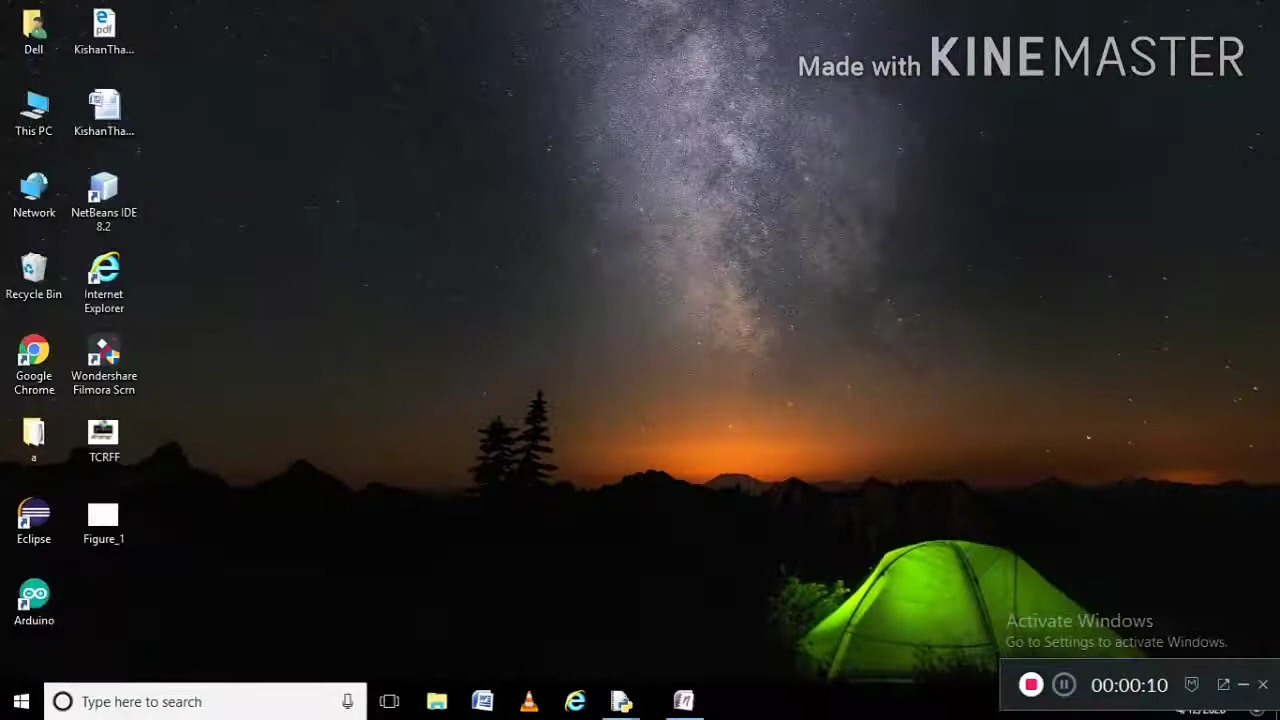 Made with KINEMASTER
Dell
KishanTha...
This PC
KishanTha...
Network
NetBeans IDE
8.2
Recycle Bin
Internet
Explorer
Google
Chrome
Wondershare
Filmora Scrn
a
TCRFF
Eclipse
Figure_1
Arduino
Activate Windows
Go to Settings to activate Windows.
Type here to search
00:00:10